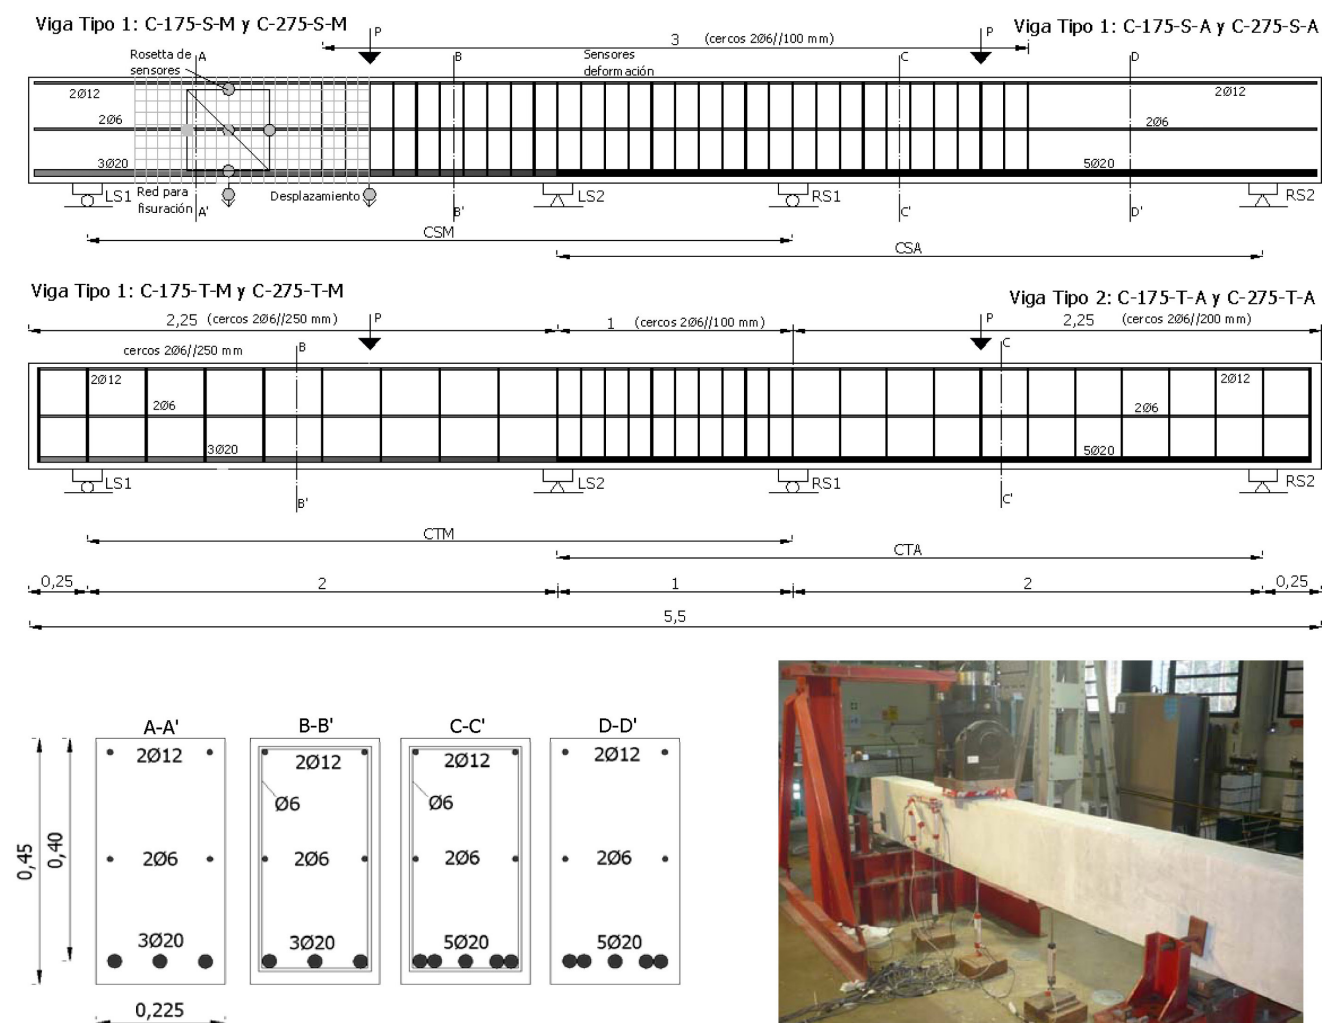 Viga Tipo 1: C-175-S-M y C-275-S-M
Viga Tipo 1: C-175-S-A y C-275-S-A
P
P
3 (cercos 2Ø6//100 mm)
Rosetta de
sensores
A
B
Sensores
deformación
C
D
2Ø12
2Ø12
2Ø6
2Ø6
3Ø20
5Ø20
LS1
Red para
fisuración
A'
Desplazamiento
B'
LS2
RS1
C'
D'
RS2
CSM
CSA
Viga Tipo 1: C-175-T-M y C-275-T-M
Viga Tipo 2: C-175-T-A y C-275-T-A
2,25 (cercos 2Ø6//250 mm)
P
1 (cercos 2Ø6//100 mm)
P
2,25 (cercos 2Ø6//200 mm)
cercos 2Ø6//250 mm
B
C
2Ø12
2Ø12
2Ø6
2Ø6
3Ø20
5Ø20
LS1
B'
LS2
RS1
C'
RS2
CTM
CTA
0,25
2
1
2
0,25
5,5
A-A'
B-B'
C-C'
D-D'
2Ø12
2Ø12
2Ø12
2Ø12
Ø6
Ø6
0,45
0,40
2Ø6
2Ø6
2Ø6
2Ø6
3Ø20
3Ø20
5Ø20
5Ø20
0,225